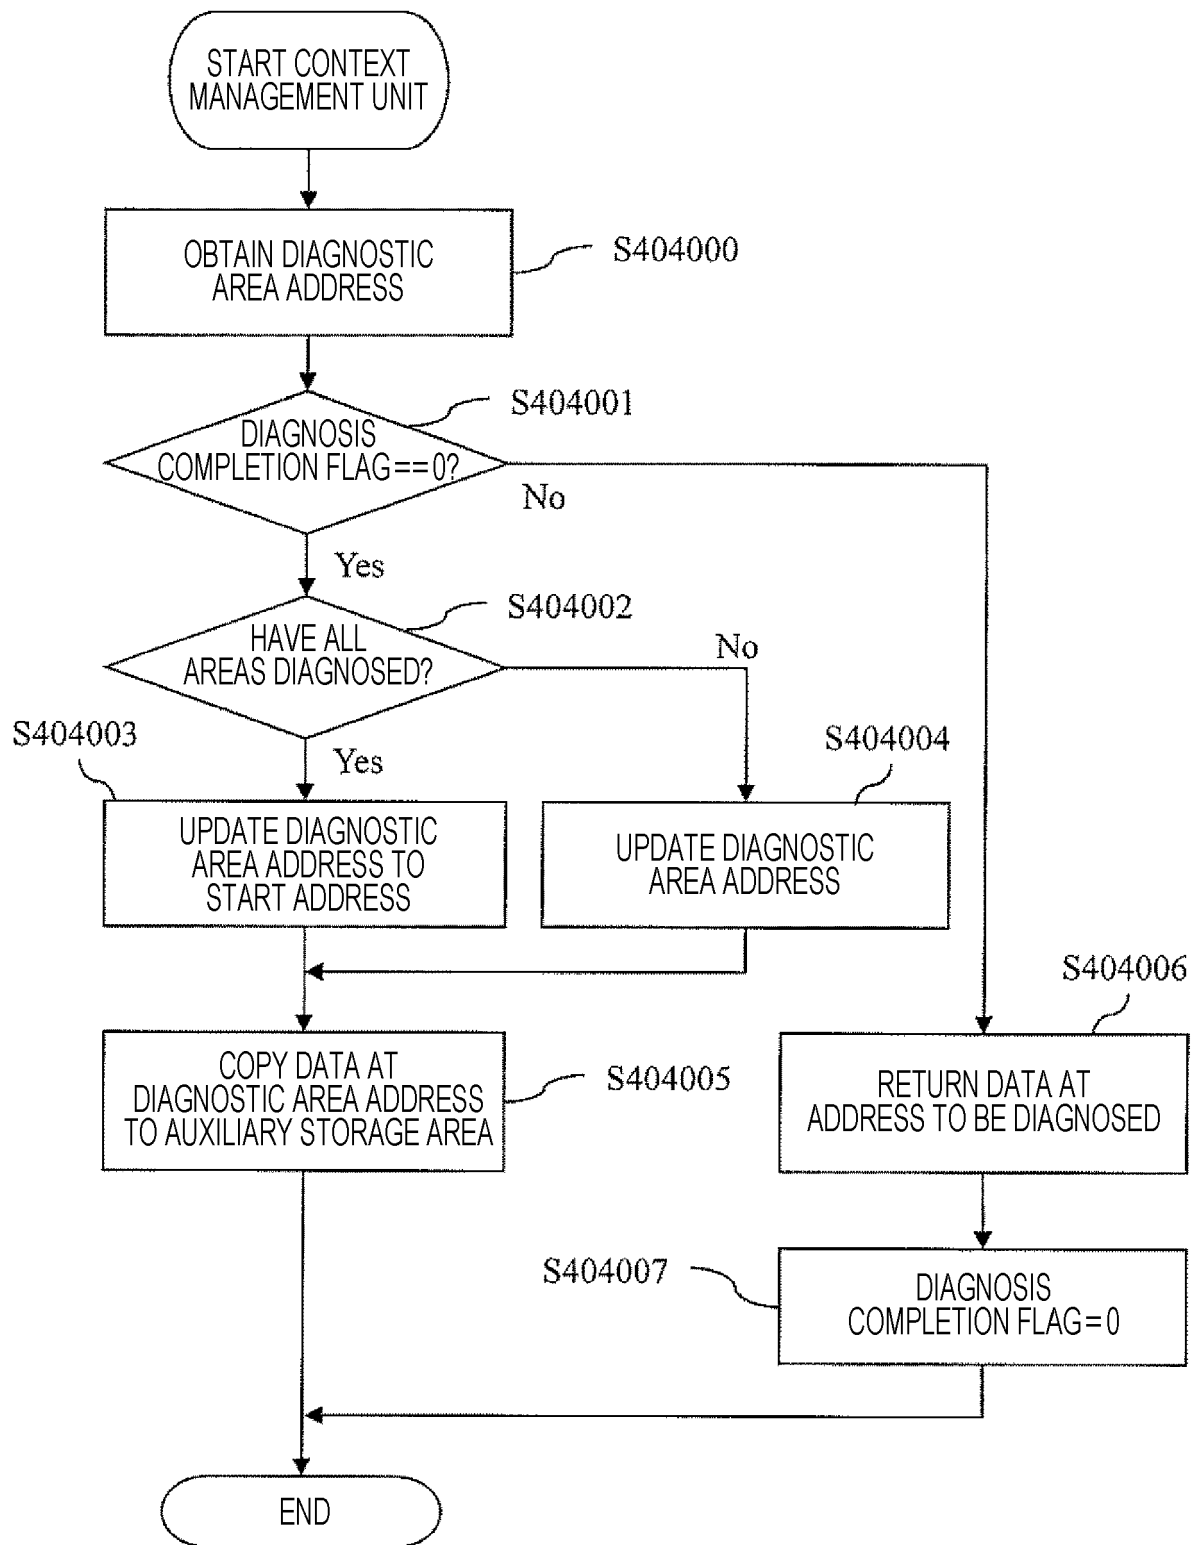 START CONTEXT
MANAGEMENT UNIT
OBTAIN DIAGNOSTIC
AREA ADDRESS
S404000
S404001
DIAGNOSIS
COMPLETION FLAG==0?
No
Yes
S404002
HAVE ALL
AREAS DIAGNOSED?
No
Yes
S404003
UPDATE DIAGNOSTIC
AREA ADDRESS TO
START ADDRESS
S404004
UPDATE DIAGNOSTIC
AREA ADDRESS
COPY DATA AT
DIAGNOSTIC AREA ADDRESS
TO AUXILIARY STORAGE AREA
S404005
S404006
RETURN DATA AT
ADDRESS TO BE DIAGNOSED
S404007
DIAGNOSIS
COMPLETION FLAG=0
END